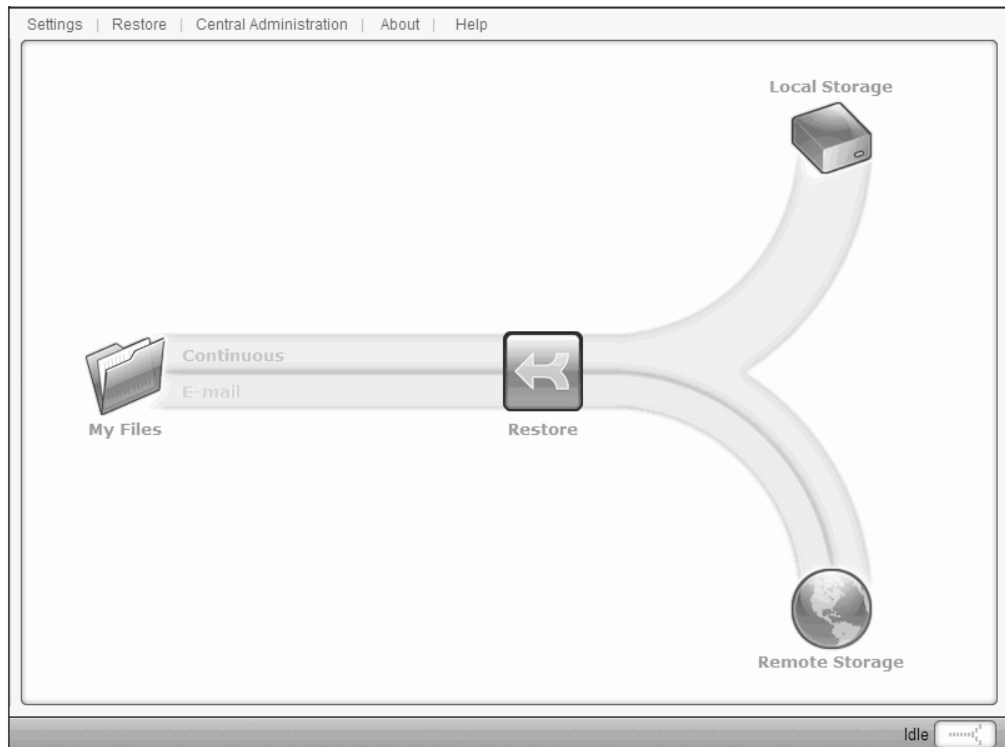 Settings | Restore | Central Administration | About | Help
Local Storage
Continuous
E-mail
My Files
Restore
Remote Storage
Idle